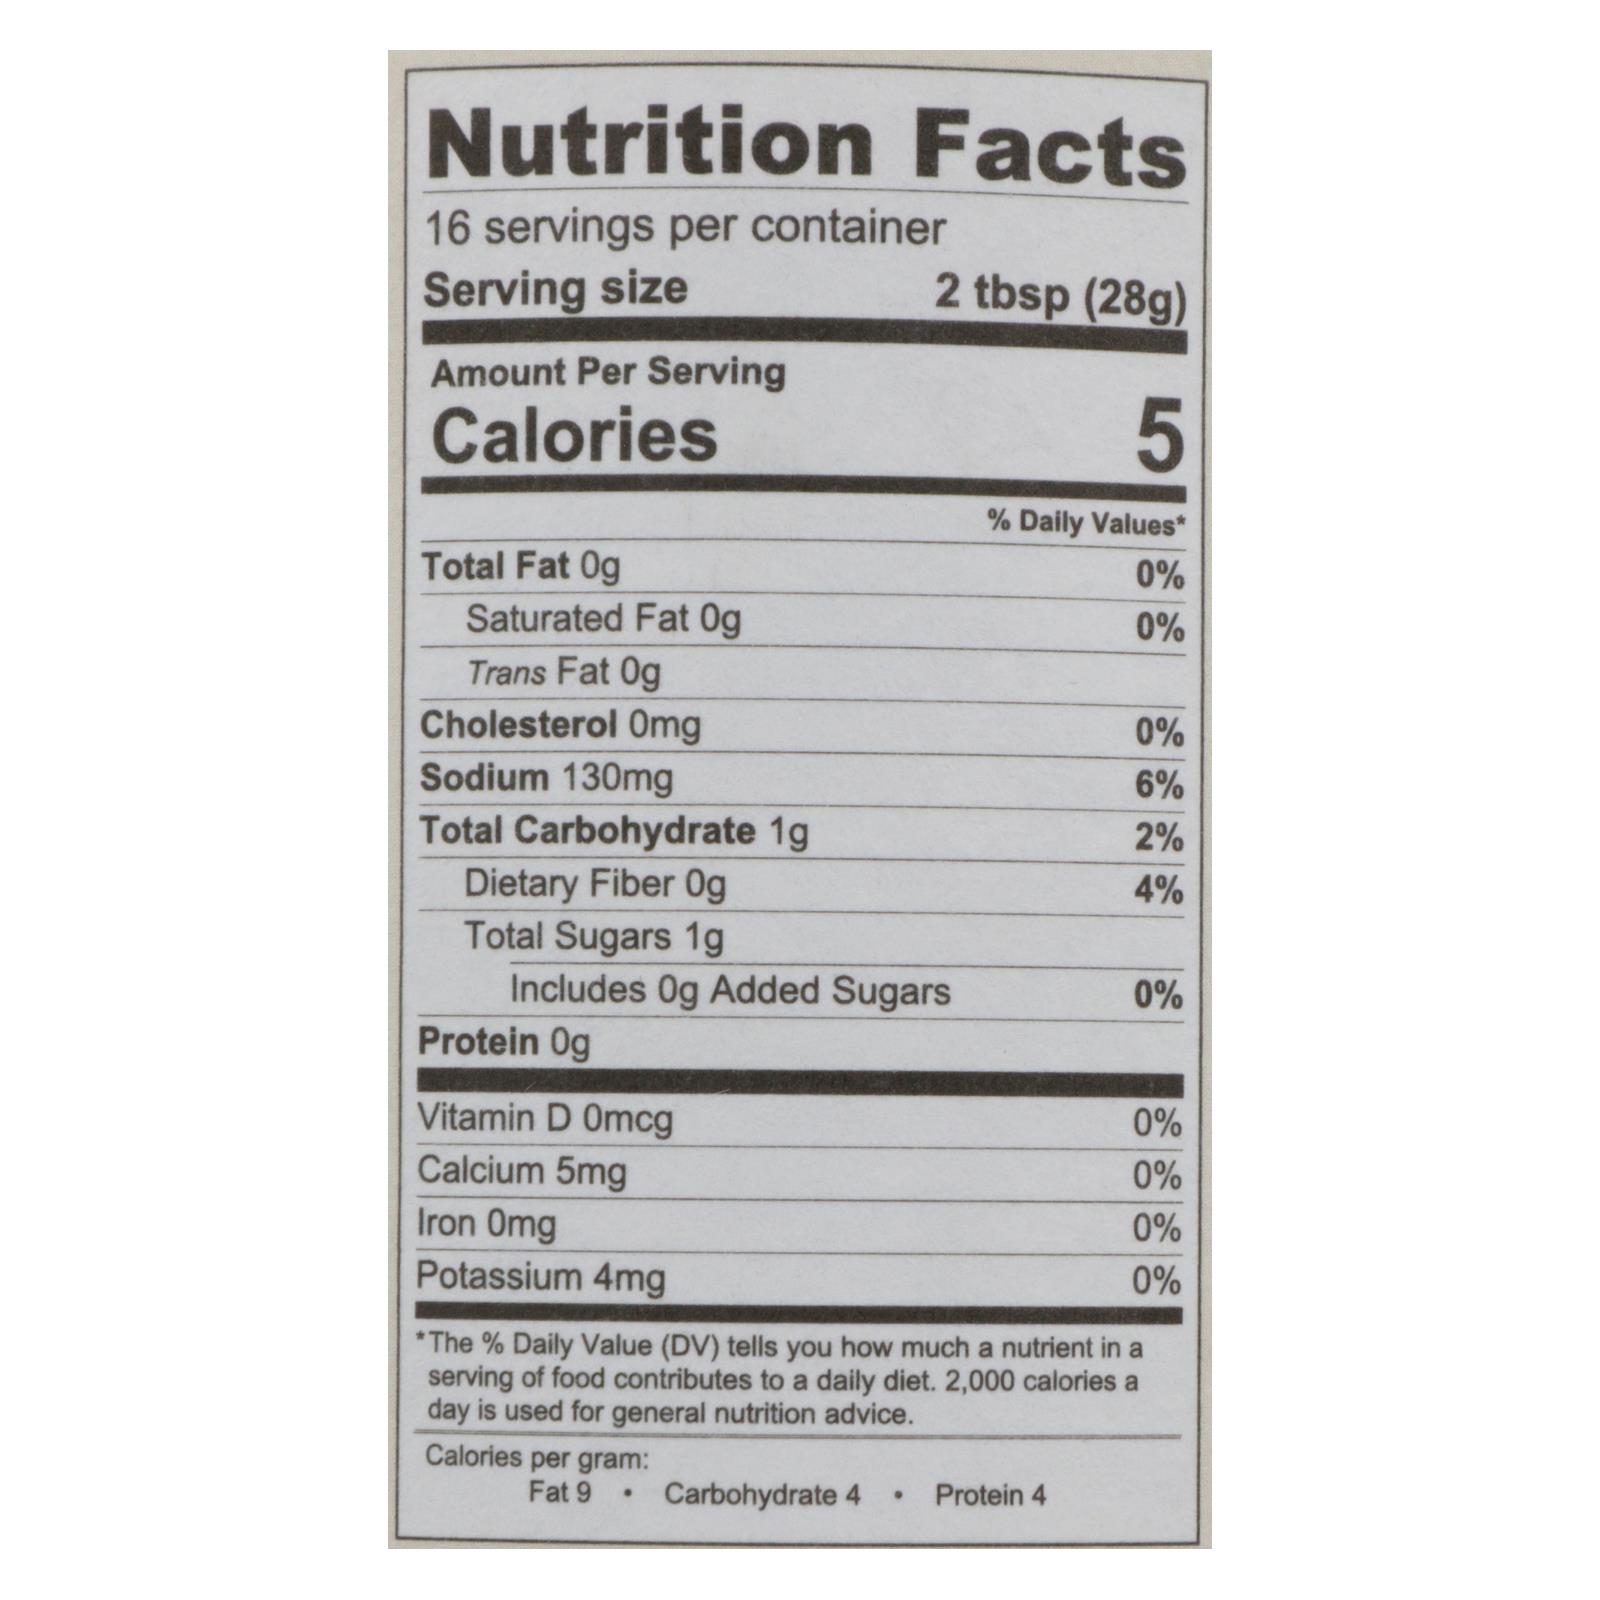 Nutrition Facts
16 servings per container
Serving size 2 tbsp (28g)
Amount Per Serving
Calories 5
% Daily Values*
Total Fat 0g 0%
Saturated Fat 0g 0%
Trans Fat 0g
Cholesterol 0mg 0%
Sodium 130mg 6%
Total Carbohydrate 1g 2%
Dietary Fiber 0g 4%
Total Sugars 1g
Includes 0g Added Sugars 0%
Protein 0g
Vitamin D 0mcg 0%
Calcium 5mg 0%
Iron 0mg 0%
Potassium 4mg 0%
*The % Daily Value (DV) tells you how much a nutrient in a
serving of food contributes to a daily diet. 2,000 calories a
day is used for general nutrition advice.
Calories per gram:
Fat 9 • Carbohydrate 4 • Protein 4